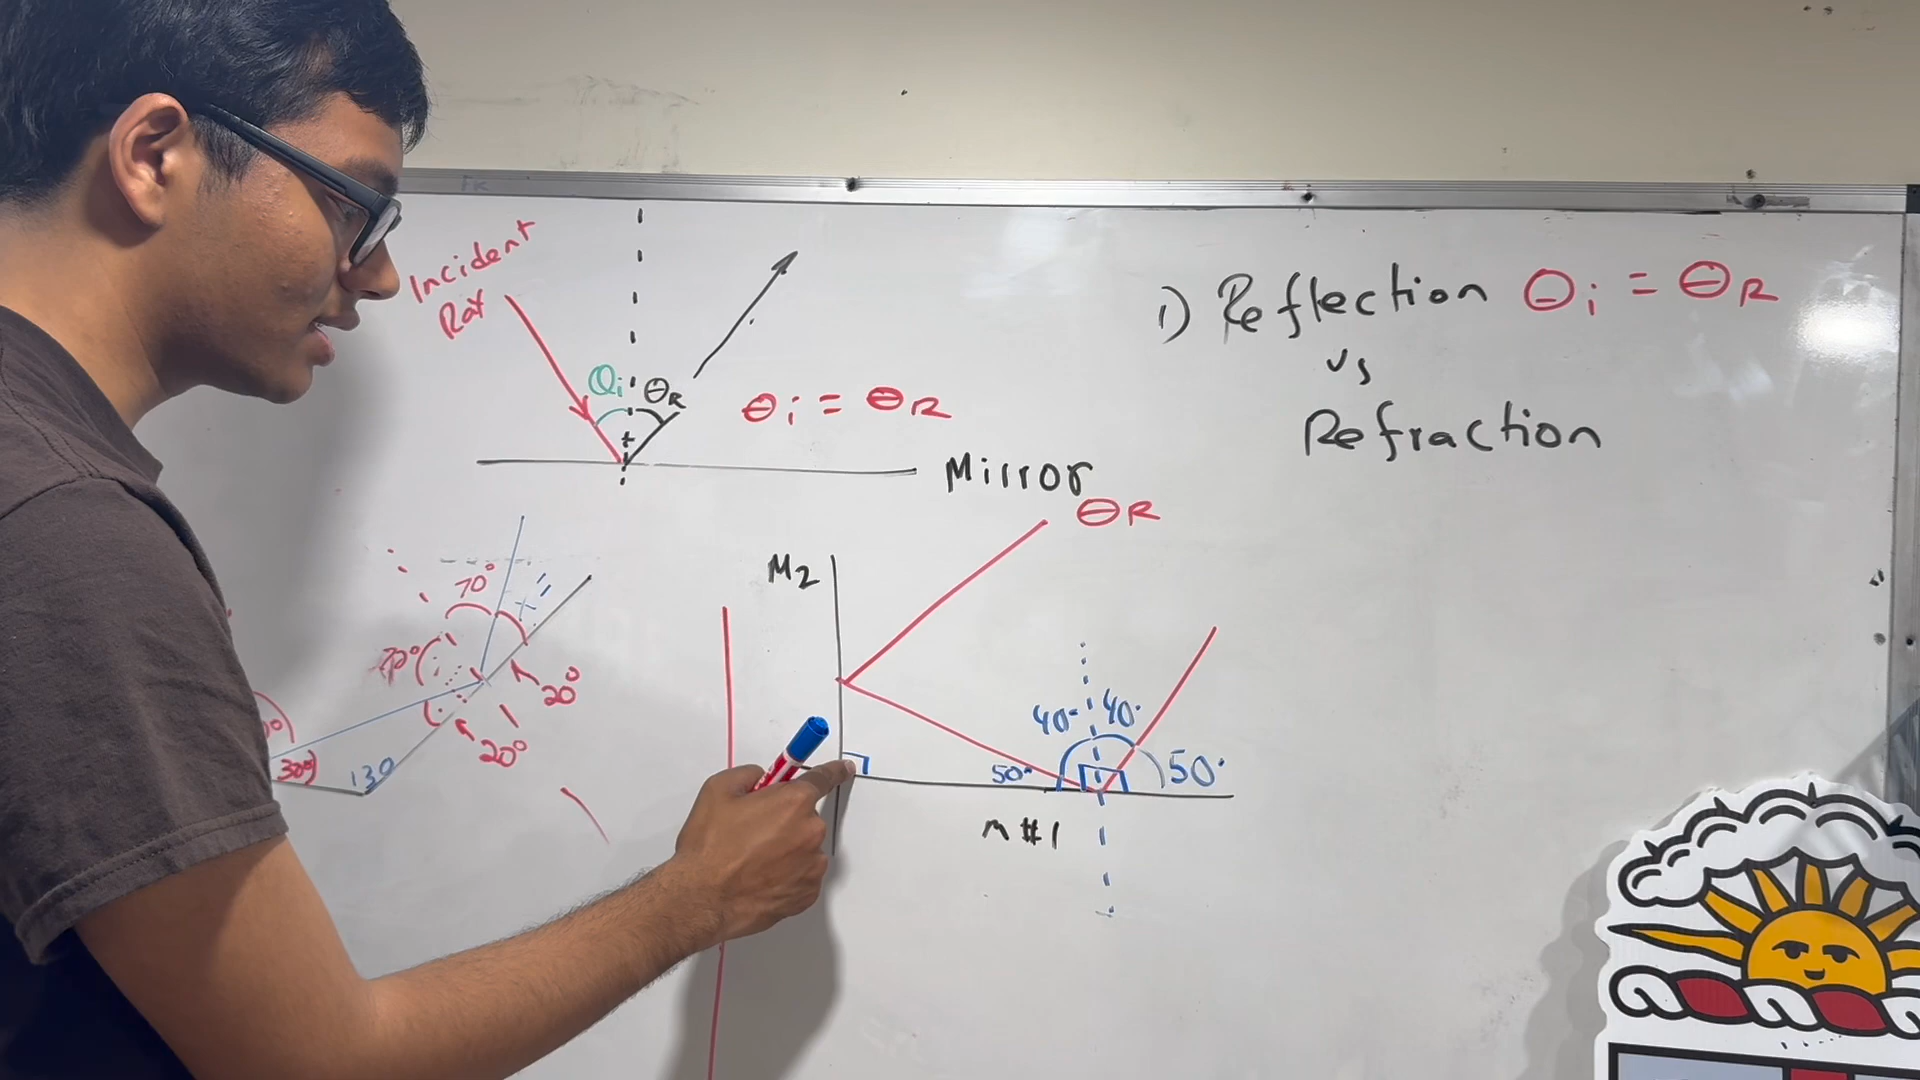 Incident
Ray
θi θR
θi = θR
Mirror
1) Reflection θi = θR
vs
Refraction
θR
M2
40° 40°
50° 50°
M#1
70°
70°
20°
20°
30°
130